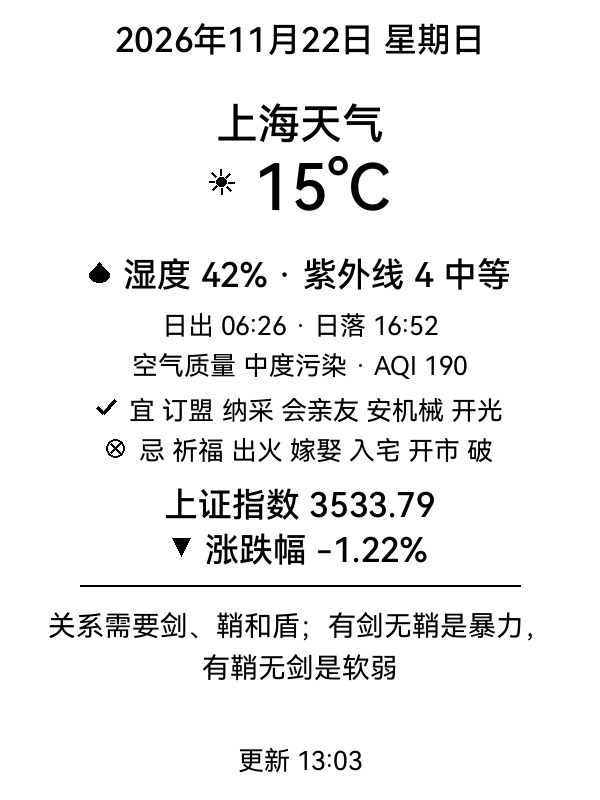 2026年11月22日 星期日
上海天气
15°C
湿度 42% · 紫外线 4 中等
日出 06:26 · 日落 16:52
空气质量 中度污染 · AQI 190
宜 订盟 纳采 会亲友 安机械 开光
忌 祈福 出火 嫁娶 入宅 开市 破
上证指数 3533.79
涨跌幅 -1.22%
关系需要剑、鞘和盾；有剑无鞘是暴力，
有鞘无剑是软弱
更新 13:03